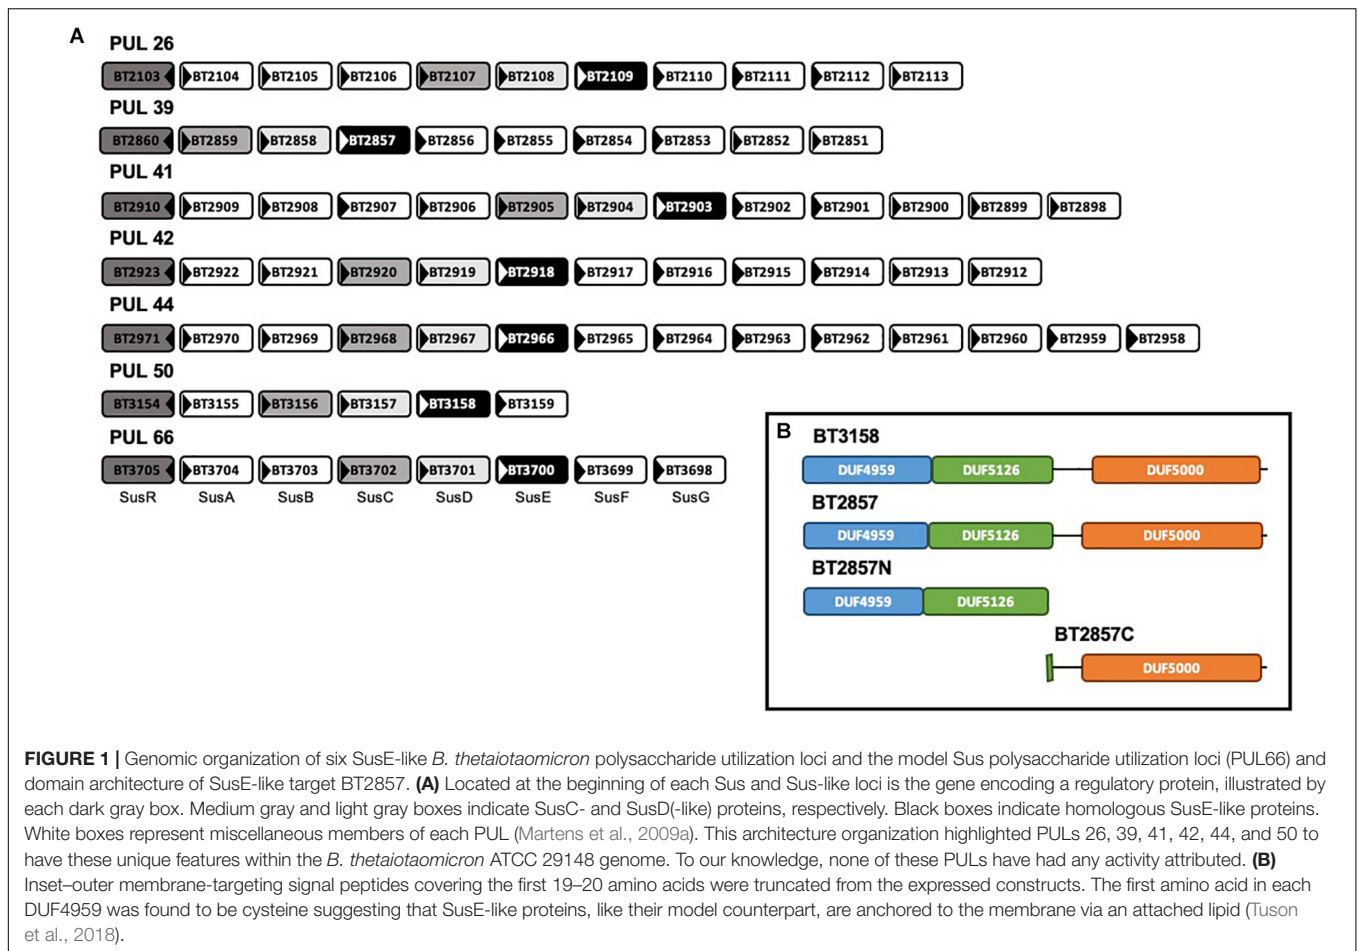 A
PUL 26
BT2103 BT2104 BT2105 BT2106 BT2107 BT2108 BT2109 BT2110 BT2111 BT2112 BT2113
PUL 39
BT2860 BT2859 BT2858 BT2857 BT2856 BT2855 BT2854 BT2853 BT2852 BT2851
PUL 41
BT2910 BT2909 BT2908 BT2907 BT2906 BT2905 BT2904 BT2903 BT2902 BT2901 BT2900 BT2899 BT2898
PUL 42
BT2923 BT2922 BT2921 BT2920 BT2919 BT2918 BT2917 BT2916 BT2915 BT2914 BT2913 BT2912
PUL 44
BT2971 BT2970 BT2969 BT2968 BT2967 BT2966 BT2965 BT2964 BT2963 BT2962 BT2961 BT2960 BT2959 BT2958
PUL 50
BT3154 BT3155 BT3156 BT3157 BT3158 BT3159
PUL 66
BT3705 BT3704 BT3703 BT3702 BT3701 BT3700 BT3699 BT3698
SusR SusA SusB SusC SusD SusE SusF SusG
B
BT3158
DUF4959 DUF5126 DUF5000
BT2857
DUF4959 DUF5126 DUF5000
BT2857N
DUF4959 DUF5126
BT2857C
DUF5000
FIGURE 1 | Genomic organization of six SusE-like B. thetaiotaomicron polysaccharide utilization loci and the model Sus polysaccharide utilization loci (PUL66) and
domain architecture of SusE-like target BT2857. (A) Located at the beginning of each Sus and Sus-like loci is the gene encoding a regulatory protein, illustrated by
each dark gray box. Medium gray and light gray boxes indicate SusC- and SusD(-like) proteins, respectively. Black boxes indicate homologous SusE-like proteins.
White boxes represent miscellaneous members of each PUL (Martens et al., 2009a). This architecture organization highlighted PULs 26, 39, 41, 42, 44, and 50 to
have these unique features within the B. thetaiotaomicron ATCC 29148 genome. To our knowledge, none of these PULs have had any activity attributed. (B)
Inset–outer membrane-targeting signal peptides covering the first 19–20 amino acids were truncated from the expressed constructs. The first amino acid in each
DUF4959 was found to be cysteine suggesting that SusE-like proteins, like their model counterpart, are anchored to the membrane via an attached lipid (Tuson
et al., 2018).